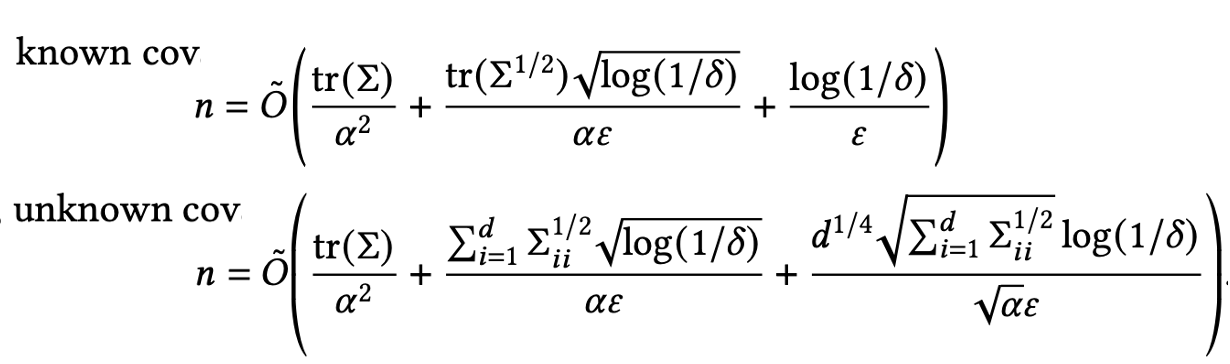 known cov
n = Õ( tr(Σ)/α² + tr(Σ^{1/2})√log(1/δ)/(αε) + log(1/δ)/ε )
, unknown cov
n = Õ( tr(Σ)/α² + ∑_{i=1}^{d} Σ_{ii}^{1/2} √log(1/δ)/(αε) + d^{1/4} √(∑_{i=1}^{d} Σ_{ii}^{1/2}) log(1/δ)/(√α ε) ).